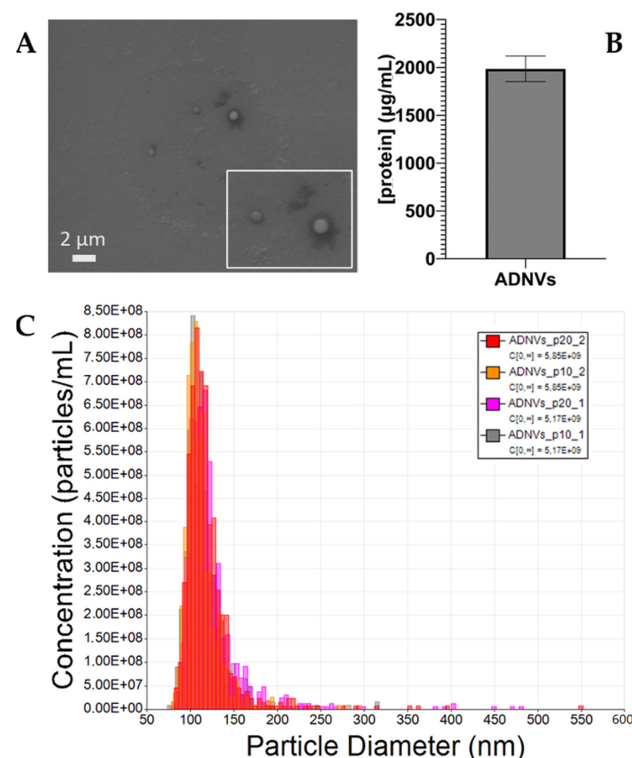 A
2 µm
B
[protein] (µg/mL)
2500
2000
1500
1000
500
0
ADNVs
C
Concentration (particles/mL)
8.50E+08
8.00E+08
7.50E+08
7.00E+08
6.50E+08
6.00E+08
5.50E+08
5.00E+08
4.50E+08
4.00E+08
3.50E+08
3.00E+08
2.50E+08
2.00E+08
1.50E+08
1.00E+08
5.00E+07
0.00E+00
50 100 150 200 250 300 350 400 450 500 550 600
Particle Diameter (nm)
ADNVs_p20_2
C[0,∞] = 5,85E+09
ADNVs_p10_2
C[0,∞] = 5,85E+09
ADNVs_p20_1
C[0,∞] = 5,17E+09
ADNVs_p10_1
C[0,∞] = 5,17E+09